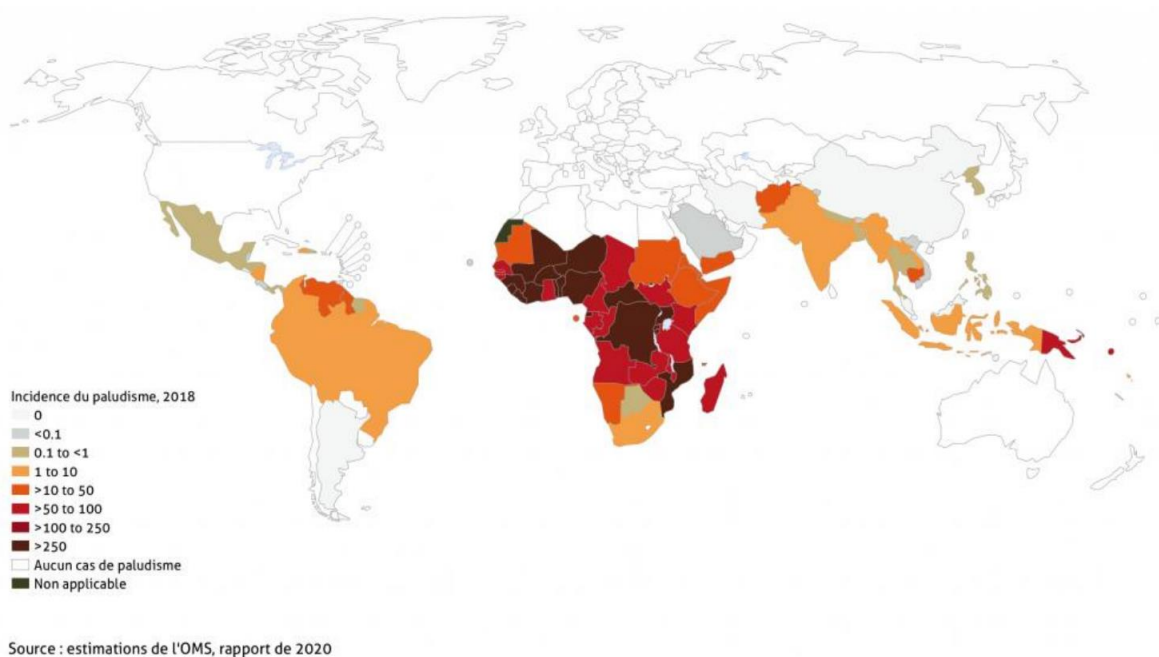 Incidence du paludisme, 2018
0
<0.1
0.1 to <1
1 to 10
>10 to 50
>50 to 100
>100 to 250
>250
Aucun cas de paludisme
Non applicable
Source : estimations de l'OMS, rapport de 2020